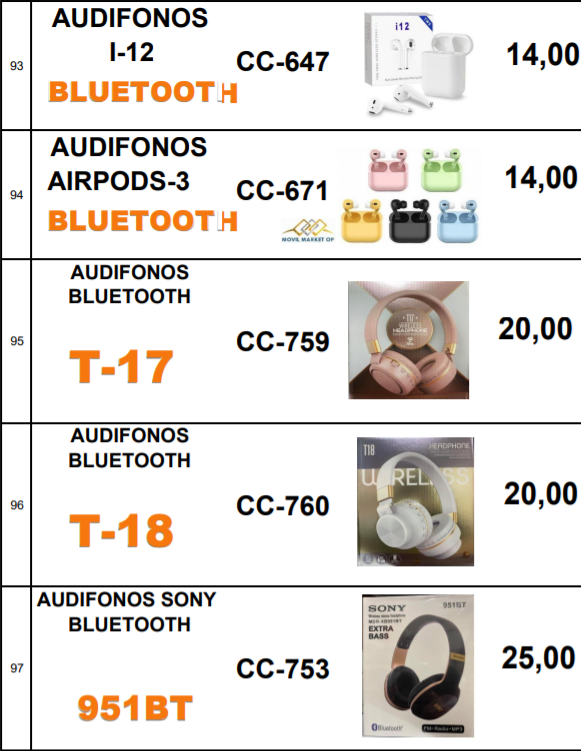 93
AUDIFONOS
I-12
BLUETOOTH
CC-647
i12
14,00
94
AUDIFONOS
AIRPODS-3
BLUETOOTH
CC-671
MOVIL MARKET OP
14,00
95
AUDIFONOS
BLUETOOTH
T-17
CC-759
T17
WIRELESS
HEADPHONE
20,00
96
AUDIFONOS
BLUETOOTH
T-18
CC-760
T18
HEADPHONE
20,00
97
AUDIFONOS SONY
BLUETOOTH
951BT
CC-753
SONY
951BT
EXTRA
BASS
Bluetooth
FM•Radio•MP3
25,00